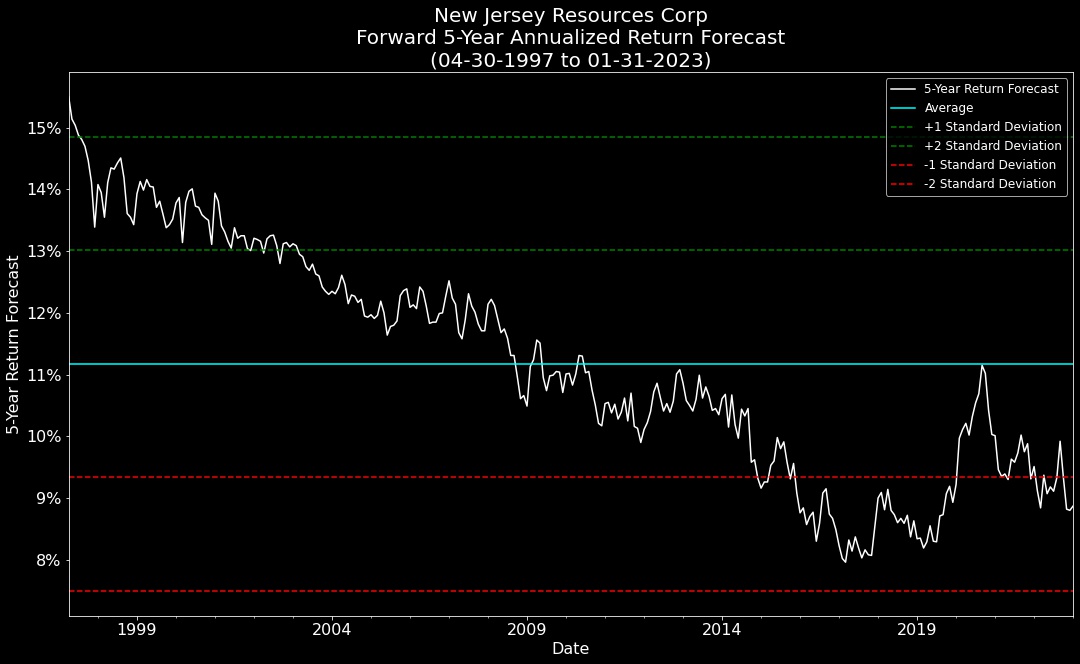 New Jersey Resources Corp
Forward 5-Year Annualized Return Forecast
(04-30-1997 to 01-31-2023)
5-Year Return Forecast
Average
+1 Standard Deviation
+2 Standard Deviation
-1 Standard Deviation
-2 Standard Deviation
5-Year Return Forecast
15%
14%
13%
12%
11%
10%
9%
8%
1999
2004
2009
2014
2019
Date